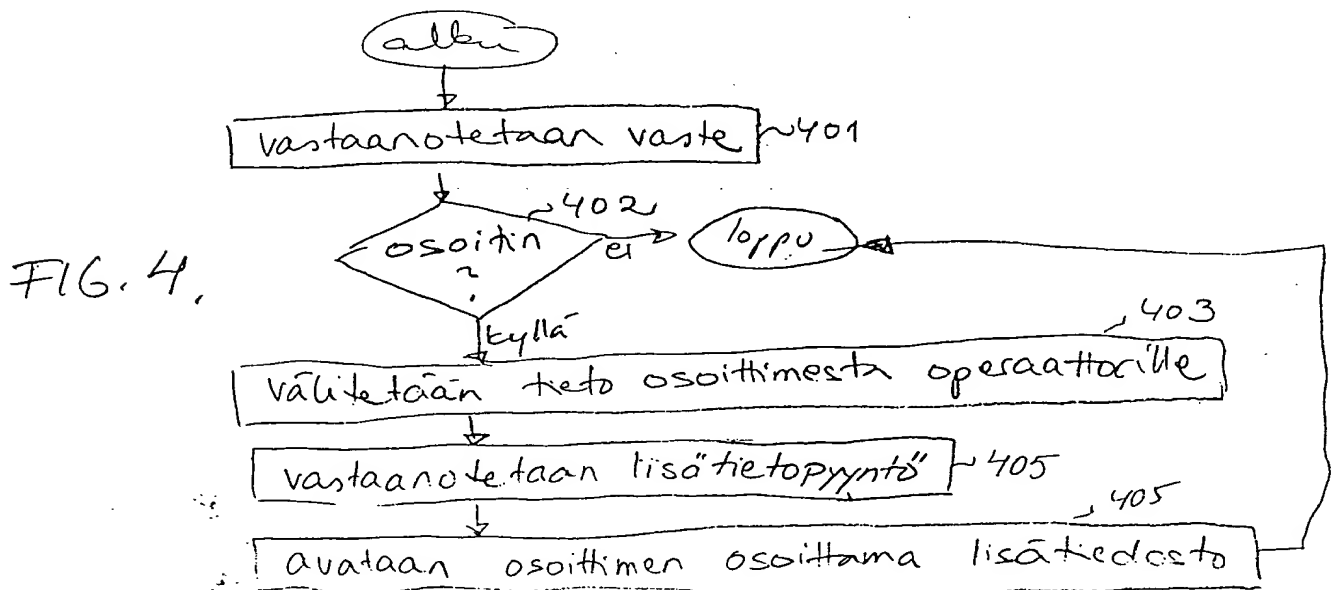 alku
vastaanotetaan vaste 401
402
osoitin
?
ei
loppu
FIG. 4.
kyllä
403
välitetään tieto osoittimesta operaattorille
vastaanotetaan lisätietopyyntö 405
405
avataan osoittimen osoittama lisätiedosto